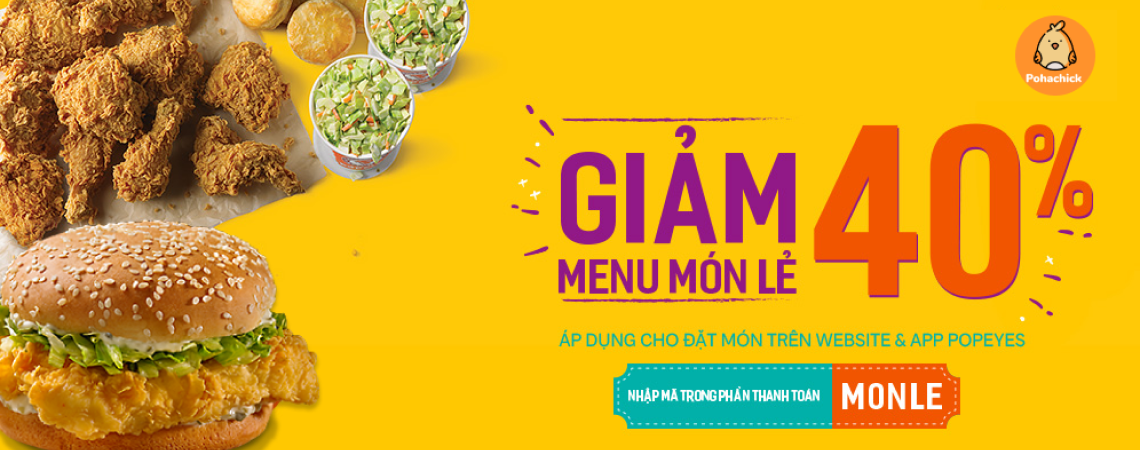 Pohachick
GIẢM 40%
MENU MÓN LẺ
ÁP DỤNG CHO ĐẶT MÓN TRÊN WEBSITE & APP POPEYES
NHẬP MÃ TRONG PHẦN THANH TOÁN MONLE